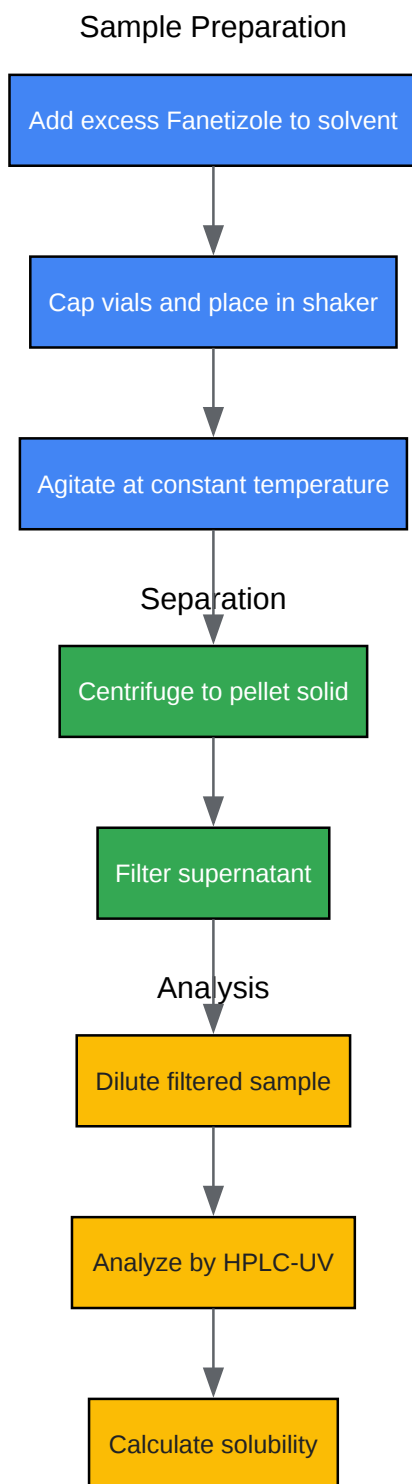 Sample Preparation
Add excess Fanetizole to solvent
Cap vials and place in shaker
Agitate at constant temperature
Separation
Centrifuge to pellet solid
Filter supernatant
Analysis
Dilute filtered sample
Analyze by HPLC-UV
Calculate solubility